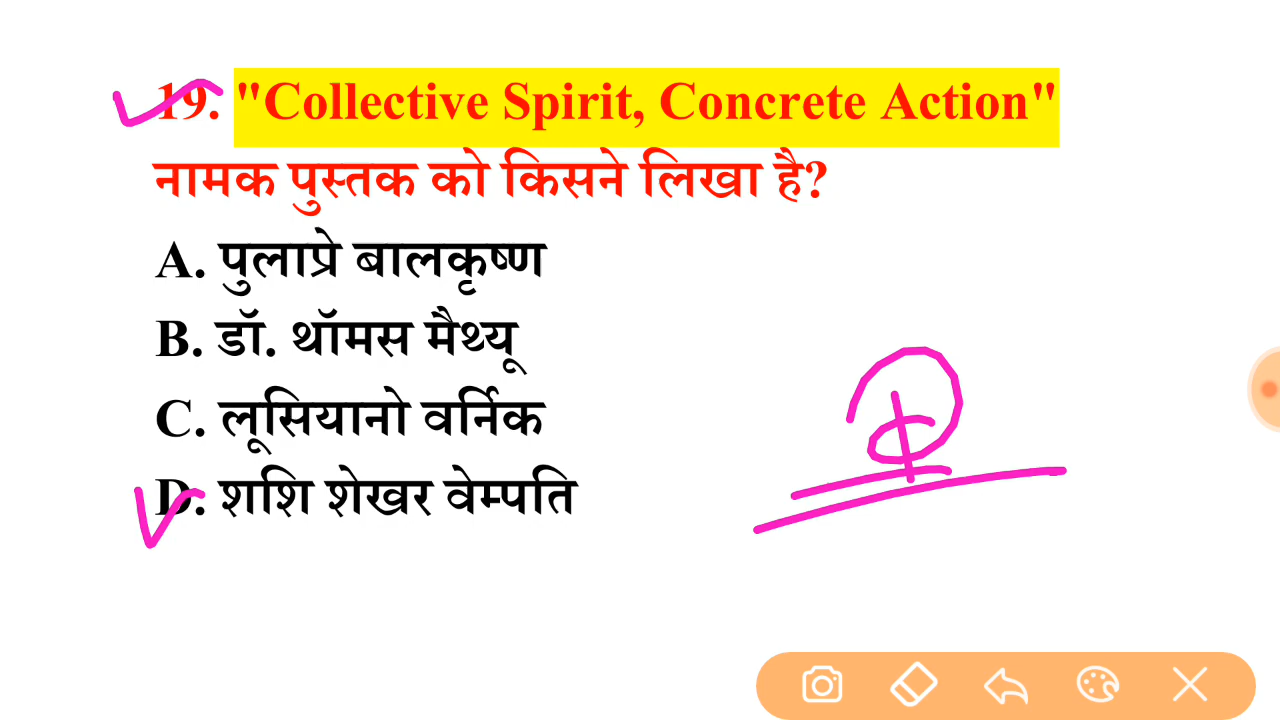 19. "Collective Spirit, Concrete Action"
नामक पुस्तक को किसने लिखा है?
A. पुलाप्रे बालकृष्ण
B. डॉ. थॉमस मैथ्यू
C. लूसियानो वर्निक
D. शशि शेखर वेम्पति